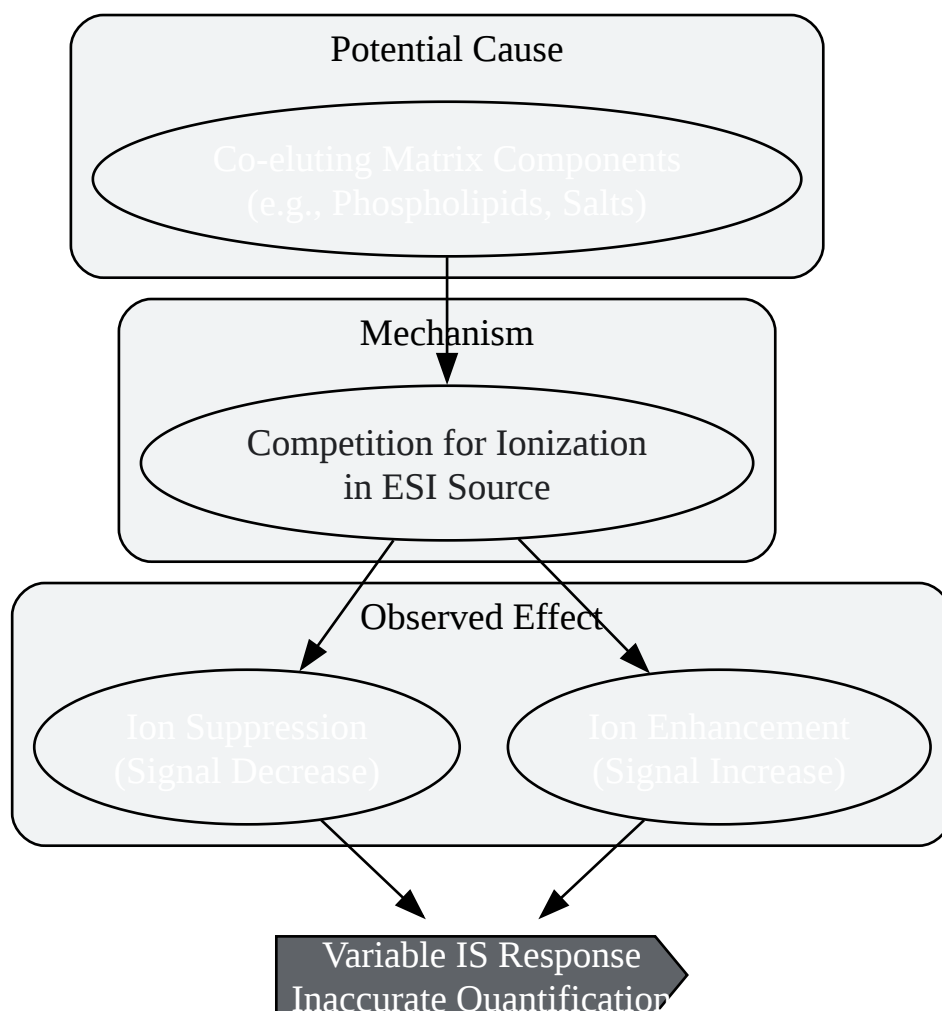 Potential Cause
Co-eluting Matrix Components
(e.g., Phospholipids, Salts)
Mechanism
Competition for Ionization
in ESI Source
Observed Effect
Ion Suppression
(Signal Decrease)
Ion Enhancement
(Signal Increase)
Variable IS Response
Inaccurate Quantification